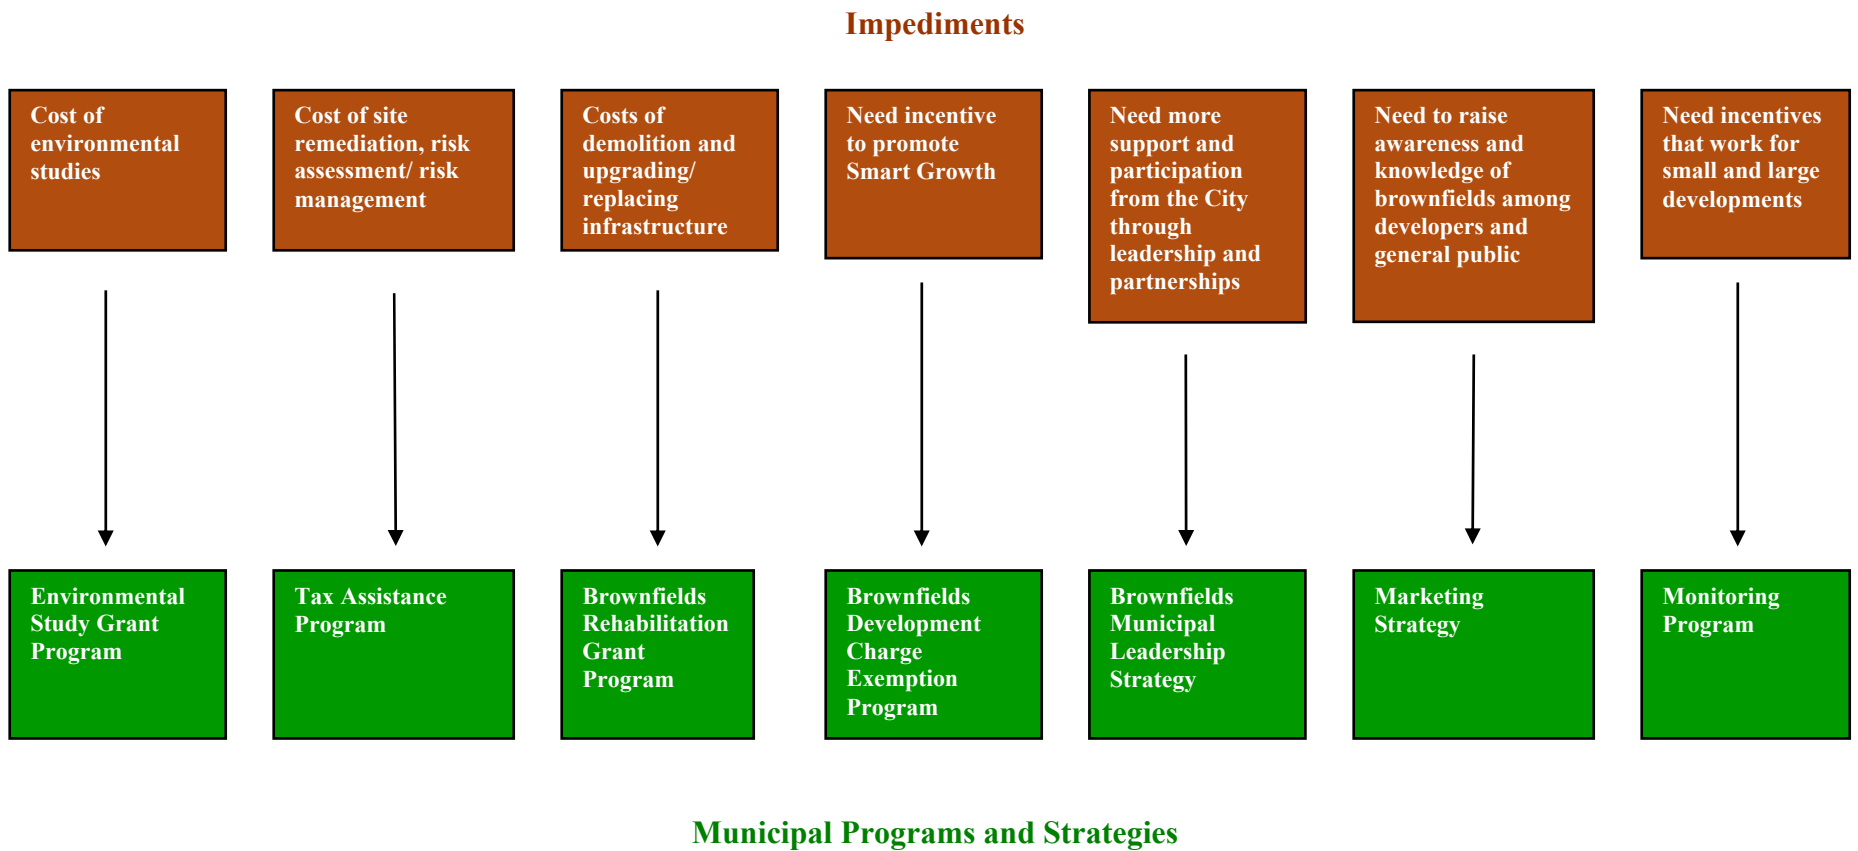 Impediments
Cost of
environmental
studies
Cost of site
remediation, risk
assessment/ risk
management
Costs of
demolition and
upgrading/
replacing
infrastructure
Need incentive
to promote
Smart Growth
Need more
support and
participation
from the City
through
leadership and
partnerships
Need to raise
awareness and
knowledge of
brownfields among
developers and
general public
Need incentives
that work for
small and large
developments
Environmental
Study Grant
Program
Tax Assistance
Program
Brownfields
Rehabilitation
Grant
Program
Brownfields
Development
Charge
Exemption
Program
Brownfields
Municipal
Leadership
Strategy
Marketing
Strategy
Monitoring
Program
Municipal Programs and Strategies